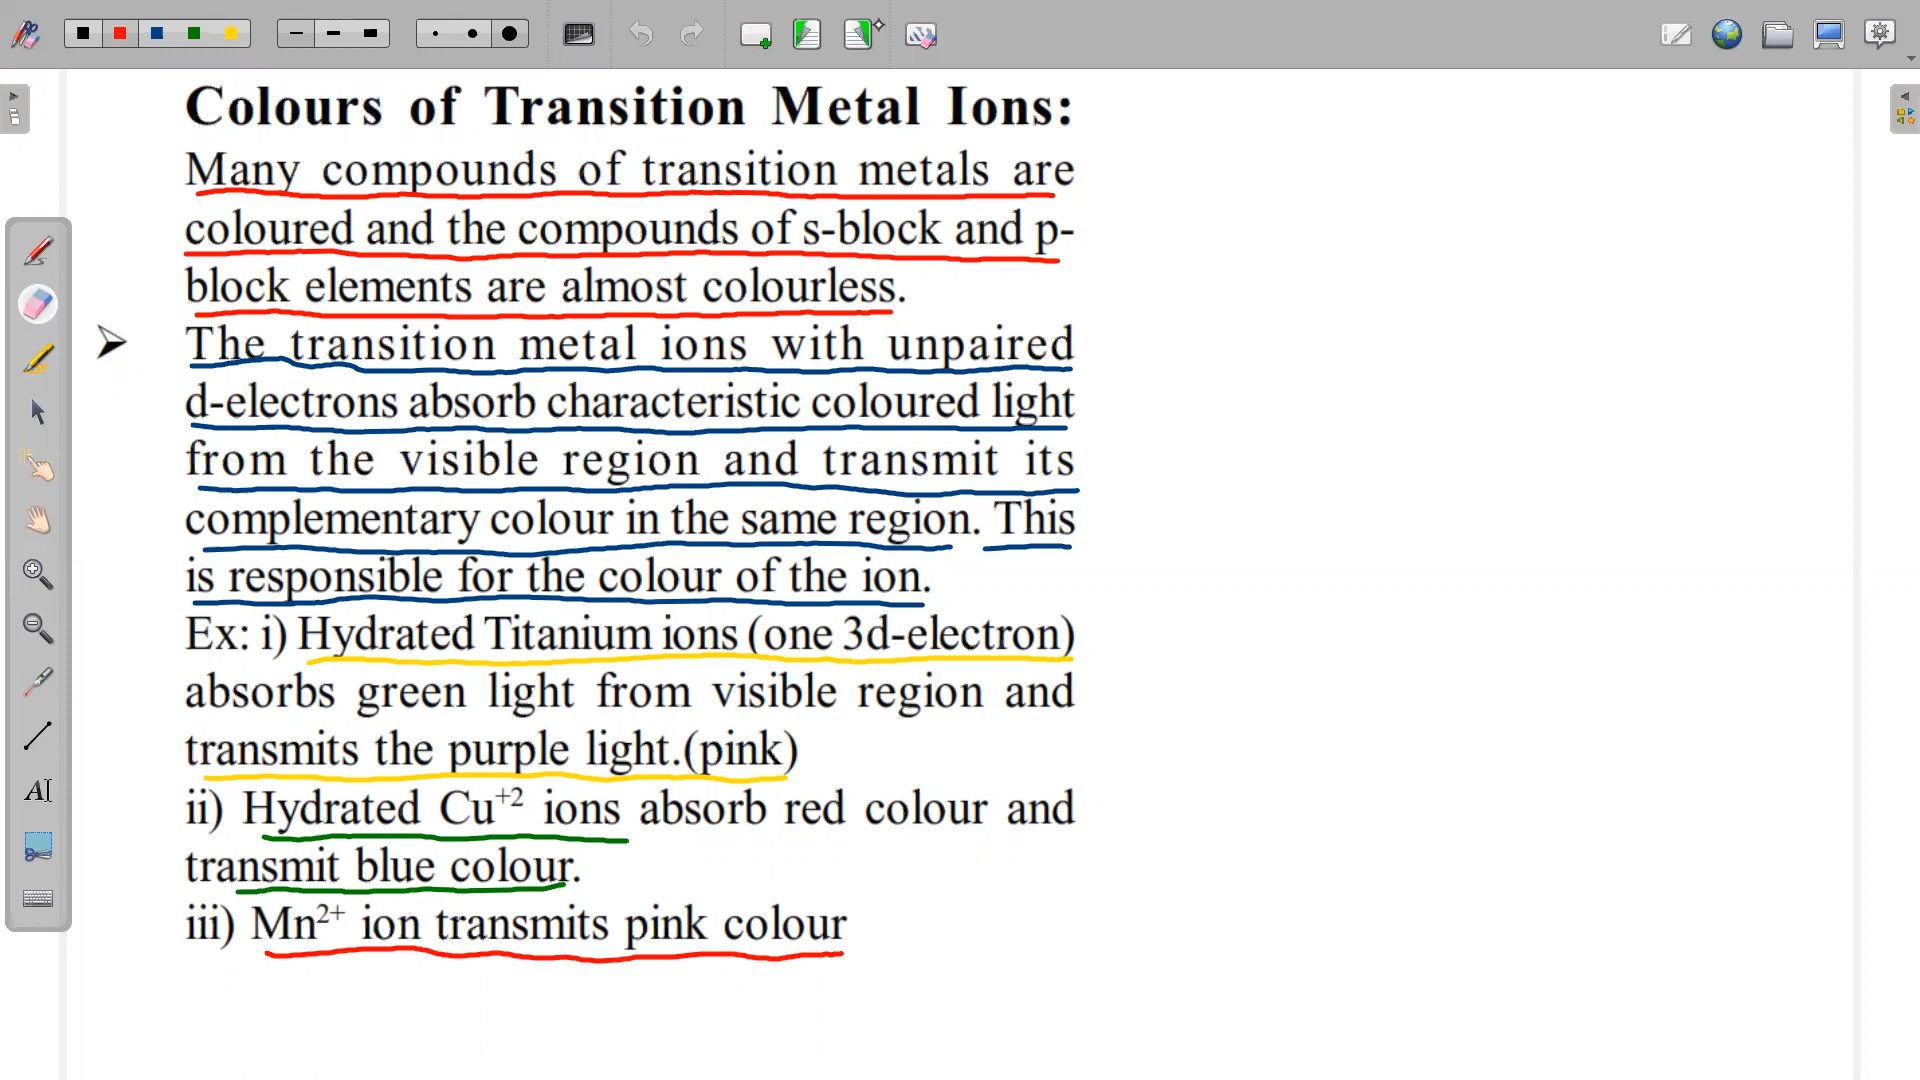 Colours of Transition Metal Ions:
Many compounds of transition metals are
coloured and the compounds of s-block and p-
block elements are almost colourless.
➢ The transition metal ions with unpaired
d-electrons absorb characteristic coloured light
from the visible region and transmit its
complementary colour in the same region. This
is responsible for the colour of the ion.
Ex: i) Hydrated Titanium ions (one 3d-electron)
absorbs green light from visible region and
transmits the purple light.(pink)
ii) Hydrated Cu⁺² ions absorb red colour and
transmit blue colour.
iii) Mn²⁺ ion transmits pink colour